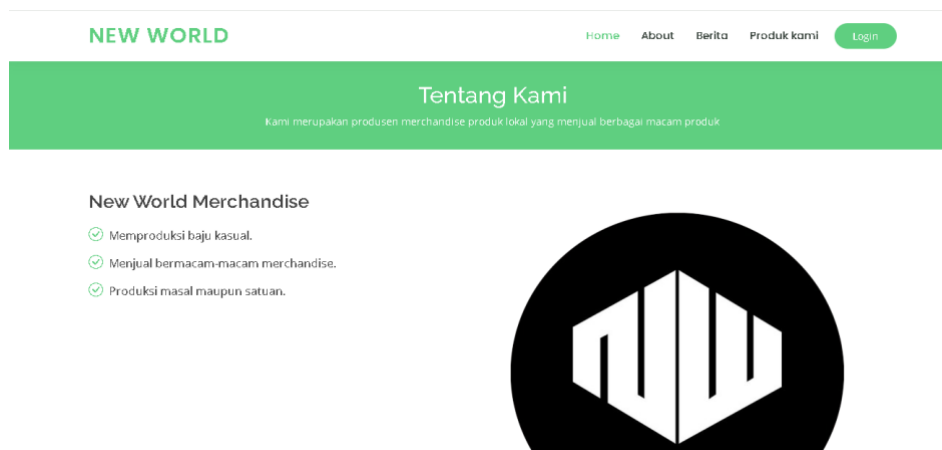 NEW WORLD
Home About Berita Produk kami Login
Tentang Kami
Kami merupakan produsen merchandise produk lokal yang menjual berbagai macam produk
New World Merchandise
Memproduksi baju kasual.
Menjual bermacam-macam merchandise.
Produksi masal maupun satuan.
NW